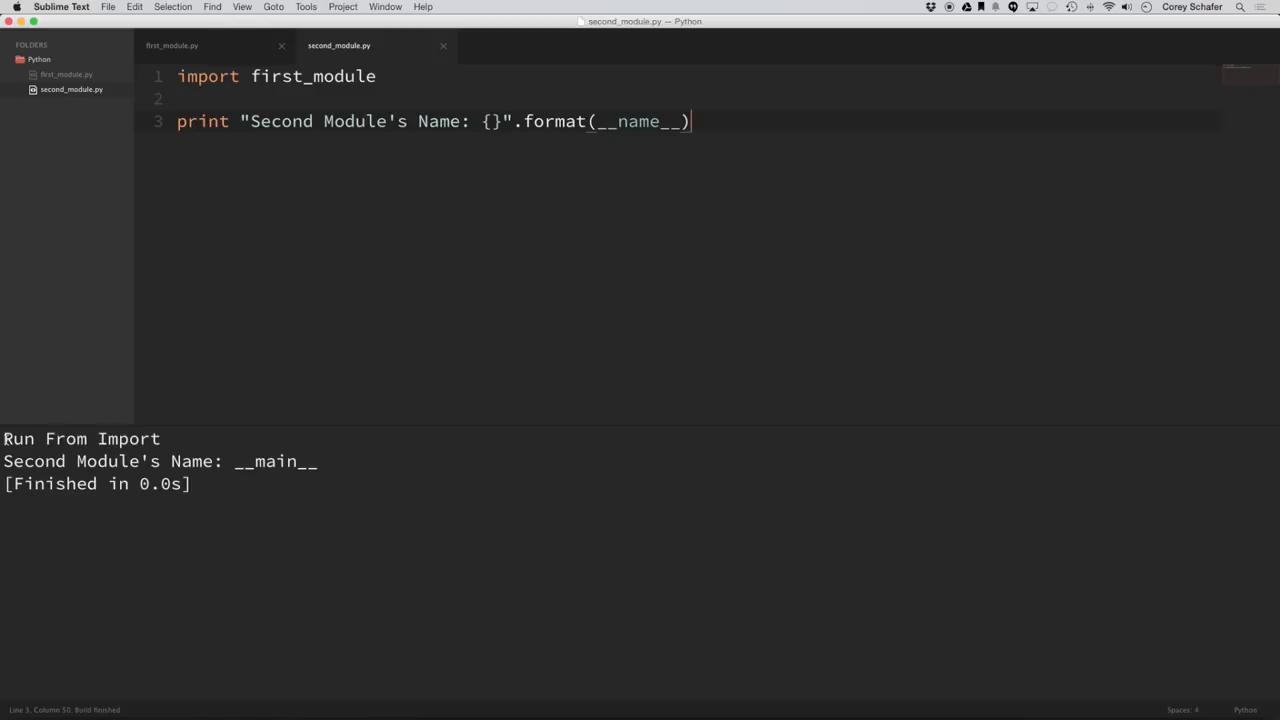 Sublime Text File Edit Selection Find View Goto Tools Project Window Help Corey Schafer
second_module.py — Python
FOLDERS
Python
first_module.py
second_module.py
first_module.py second_module.py
1 import first_module
2
3 print "Second Module's Name: {}".format(__name__)
Run From Import
Second Module's Name: __main__
[Finished in 0.0s]
Line 3, Column 50; Build finished Spaces: 4 Python